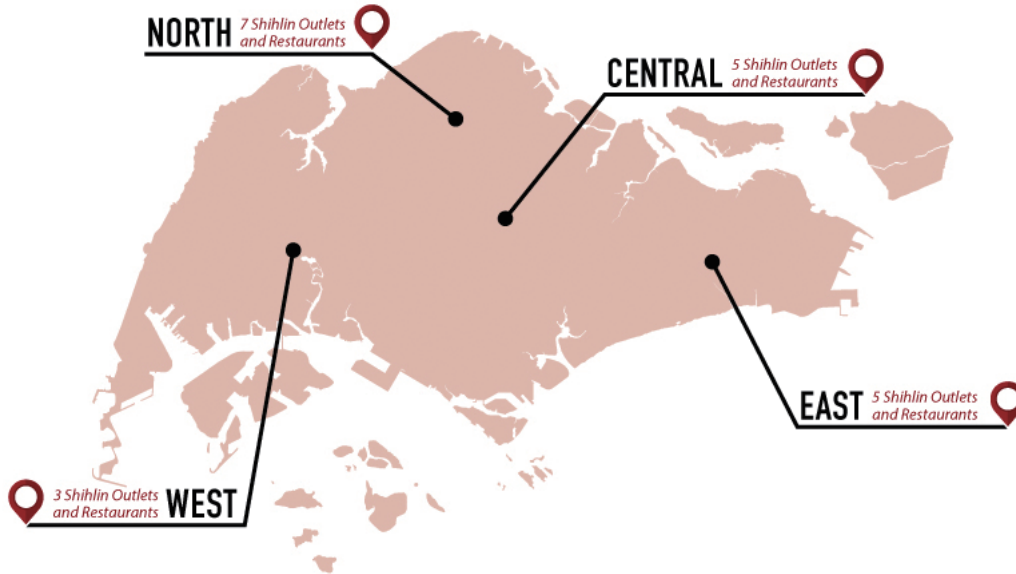 NORTH 7 Shihlin Outlets
and Restaurants
CENTRAL 5 Shihlin Outlets
and Restaurants
EAST 5 Shihlin Outlets
and Restaurants
3 Shihlin Outlets
and Restaurants WEST